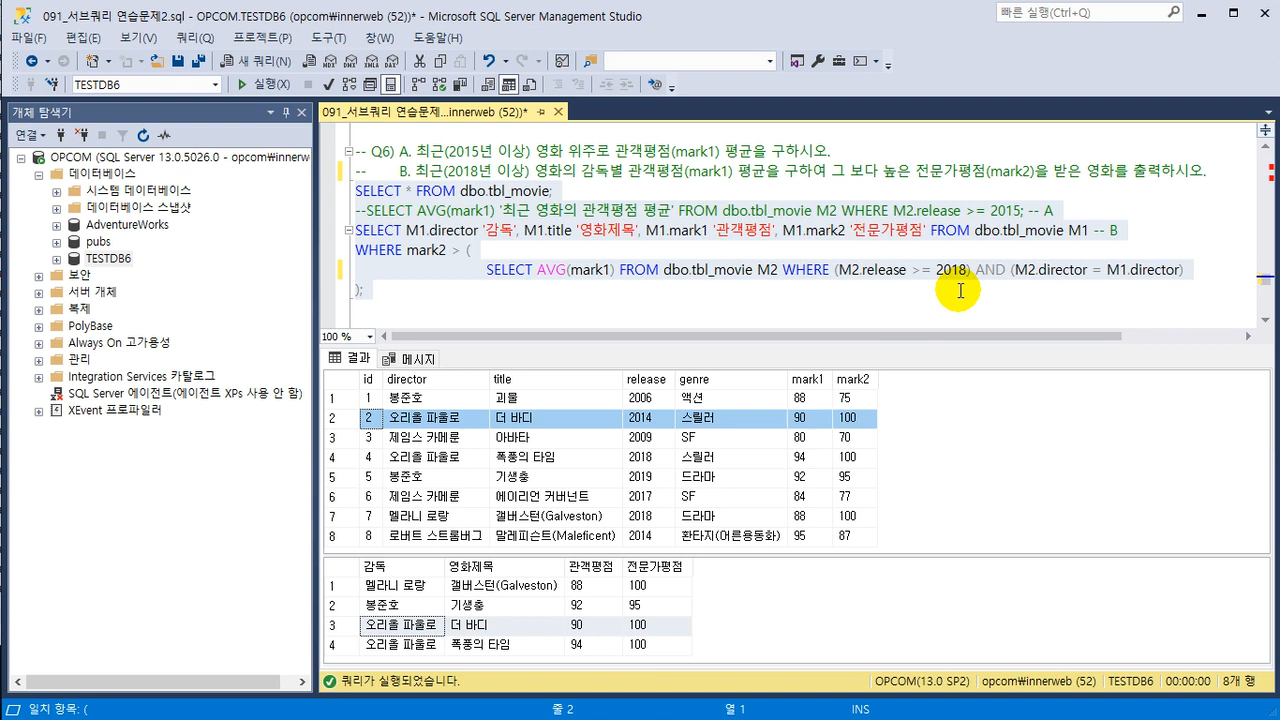 091_서브쿼리 연습문제2.sql - OPCOM.TESTDB6 (opcom\innerweb (52))* - Microsoft SQL Server Management Studio
빠른 실행(Ctrl+Q)
파일(F) 편집(E) 보기(V) 쿼리(Q) 프로젝트(P) 도구(T) 창(W) 도움말(H)
새 쿼리(N)
TESTDB6 실행(X)
개체 탐색기
091_서브쿼리 연습문제...innerweb (52))*
연결
OPCOM (SQL Server 13.0.5026.0 - opcom\innerw
데이터베이스
시스템 데이터베이스
데이터베이스 스냅샷
AdventureWorks
pubs
TESTDB6
보안
서버 개체
복제
PolyBase
Always On 고가용성
관리
Integration Services 카탈로그
SQL Server 에이전트(에이전트 XPs 사용 안 함)
XEvent 프로파일러
-- Q6) A. 최근(2015년 이상) 영화 위주로 관객평점(mark1) 평균을 구하시오.
영화의 감독별 관객평점(mark1) 평균을 구하여 그 보다 높은 전문가평점(mark2)을 받은 영화를 출력하시오.
SELECT * FROM dbo.tbl_movie;
--SELECT AVG(mark1) '최근 영화의 관객평점 평균' FROM dbo.tbl_movie M2 WHERE M2.release >= 2015; -- A
SELECT M1.director '감독', M1.title '영화제목', M1.mark1 '관객평점', M1.mark2 '전문가평점' FROM dbo.tbl_movie M1 -- B
WHERE mark2 > (
SELECT AVG(mark1) FROM dbo.tbl_movie M2 WHERE (M2.release >= 2018) AND (M2.director = M1.director)
);
100 %
결과 메시지
id director title release genre mark1 mark2
1 1 봉준호 괴물 2006 액션 88 75
2 2 오리올 파울로 더 바디 2014 스릴러 90 100
3 3 제임스 카메론 아바타 2009 SF 80 70
4 4 오리올 파울로 폭풍의 타임 2018 스릴러 94 100
5 5 봉준호 기생충 2019 드라마 92 95
6 6 제임스 카메론 에이리언 카버넌트 2017 SF 84 77
7 7 멜라니 로랑 갤버스턴(Galveston) 2018 드라마 88 100
8 8 로버트 스트롬버그 말레피슨트(Maleficent) 2014 판타지(어른용동화) 95 87
감독 영화제목 관객평점 전문가평점
1 멜라니 로랑 갤버스턴(Galveston) 88 100
2 봉준호 기생충 92 95
3 오리올 파울로 더 바디 90 100
4 오리올 파울로 폭풍의 타임 94 100
쿼리가 실행되었습니다. OPCOM(13.0 SP2) opcom\innerweb (52) TESTDB6 00:00:00 8개 행
일치 항목: ( 줄 2 열 1 INS